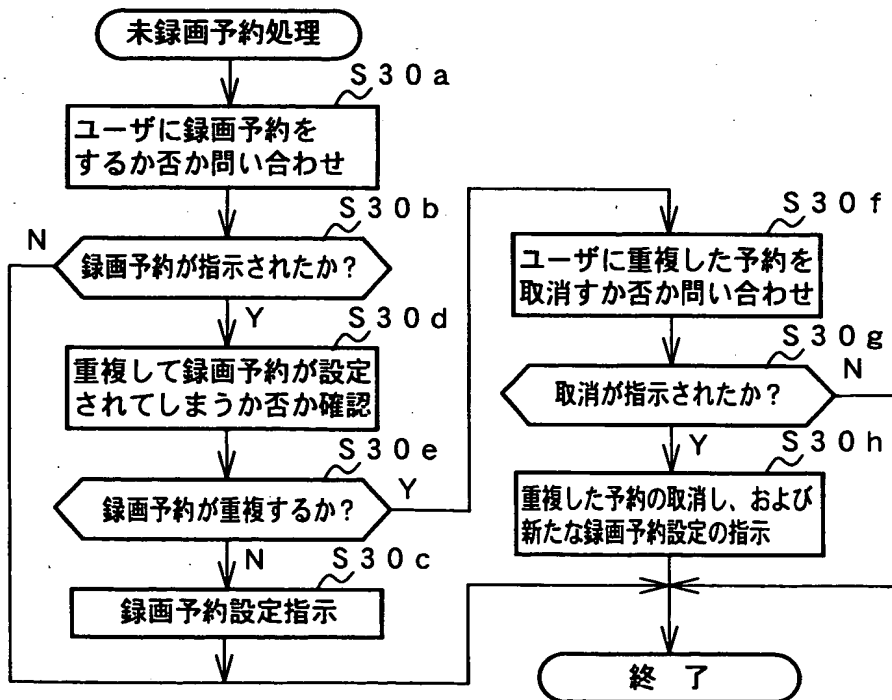 未録画予約処理
S30a
ユーザに録画予約を
するか否か問い合わせ
S30b
N
録画予約が指示されたか?
Y
S30d
重複して録画予約が設定
されてしまうか否か確認
S30e
録画予約が重複するか?
Y
N
S30c
録画予約設定指示
S30f
ユーザに重複した予約を
取消すか否か問い合わせ
S30g
取消が指示されたか?
N
Y
S30h
重複した予約の取消し、および
新たな録画予約設定の指示
終 了